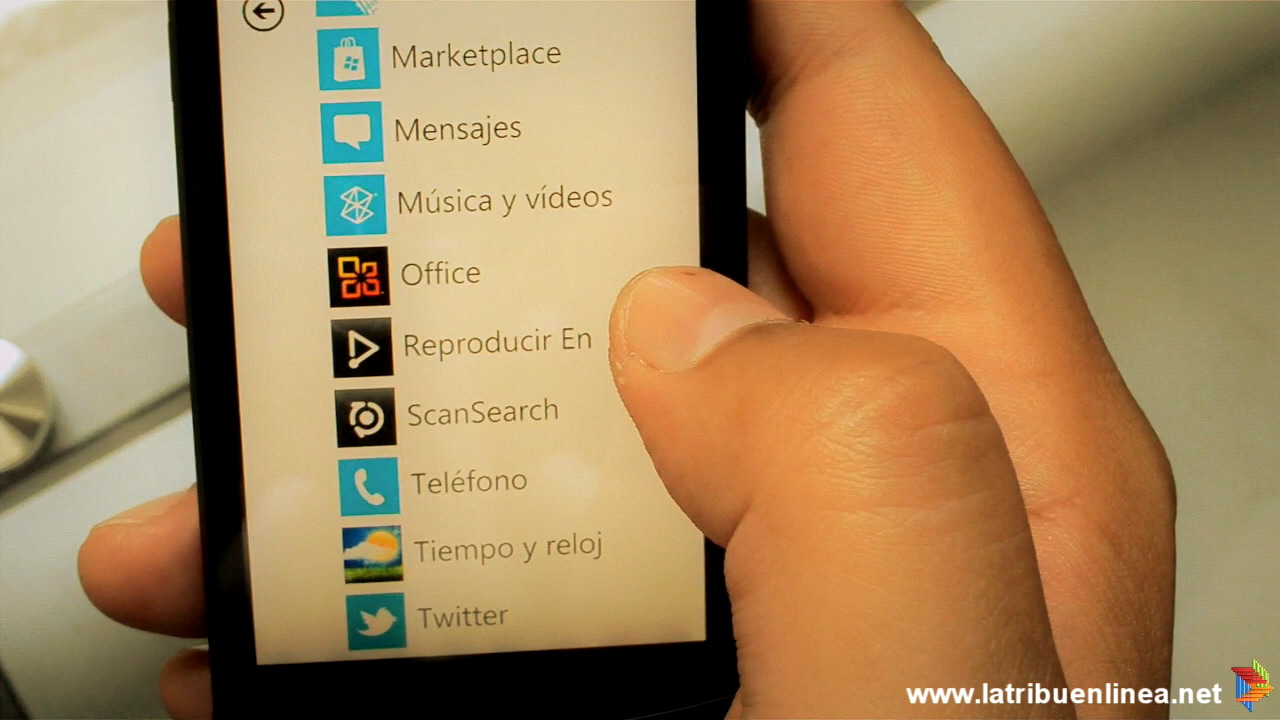 Marketplace
Mensajes
Música y vídeos
Office
Reproducir En
ScanSearch
Teléfono
Tiempo y reloj
Twitter
www.latribuenlinea.net